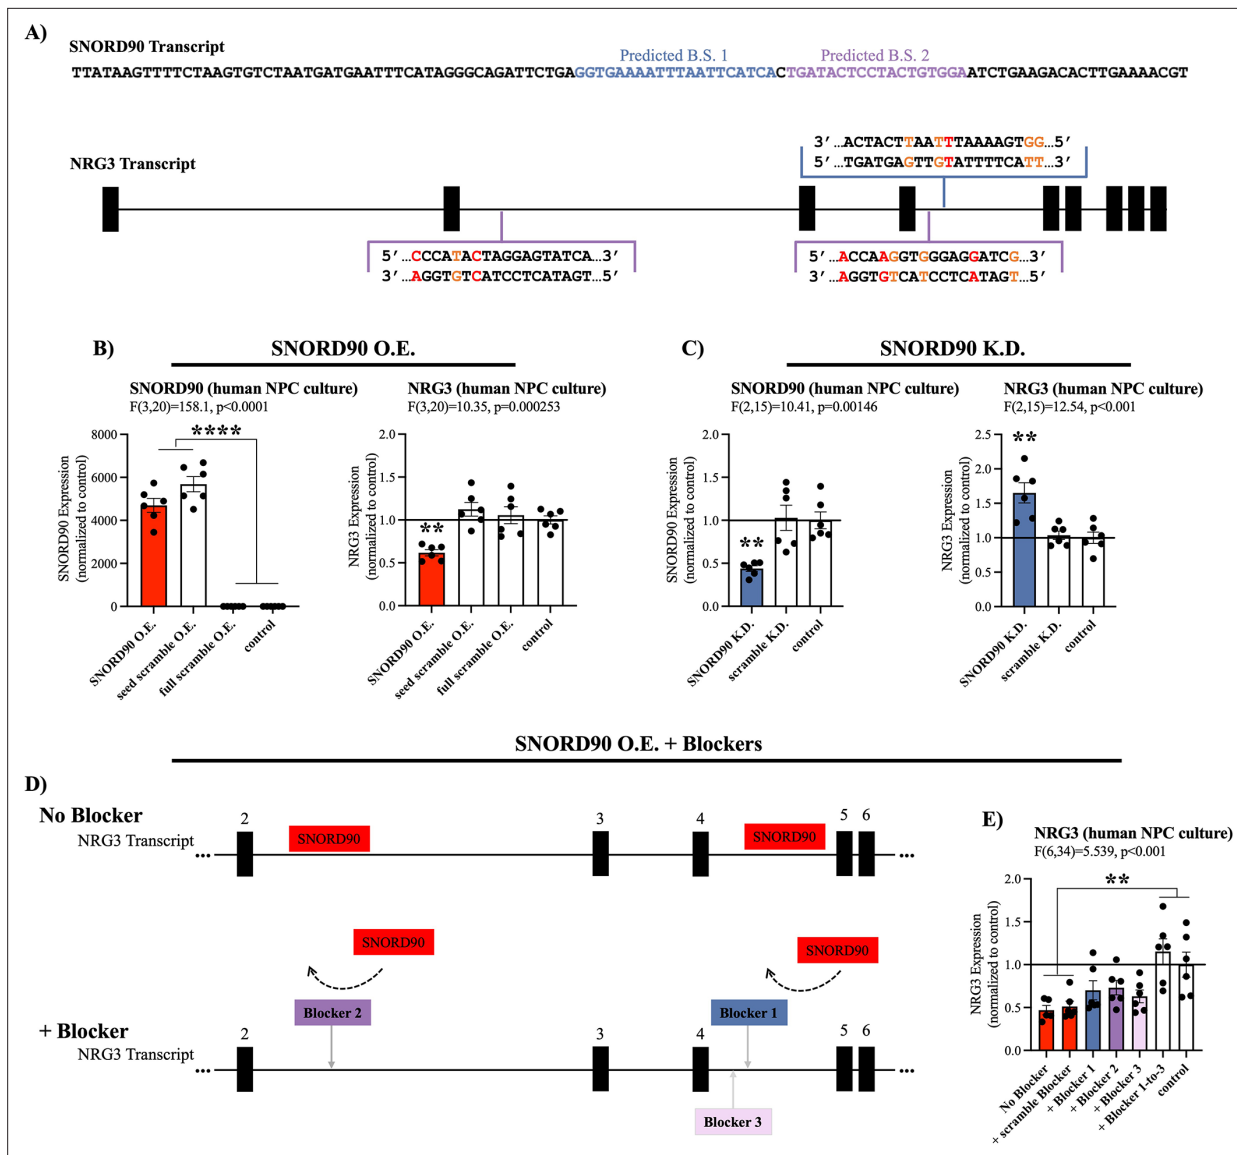 A)
SNORD90 Transcript
Predicted B.S. 1
Predicted B.S. 2
TTATAAGTTTTCTAAGTGTCTAATGATGAATTTCATAGGGCAGATTCTGAGGTGAAAATTTAATTCATCACTGATACTCCTACTGTGGAATCTGAAGACACTTGAAAACGT
NRG3 Transcript
3′…ACTACTTAATTTTAAAAGTGG…5′
5′…TGATGAGTTGTATTTTCATT…3′
5′…CCCATACTAGGAGTATCA…3′
3′…AGGTGTCATCCTCATAGT…5′
5′…ACCAAGGTGGGAGGATCG…3′
3′…AGGTGTCATCCTCATAGT…5′
B)
SNORD90 O.E.
SNORD90 (human NPC culture)
F(3,20)=158.1, p<0.0001
SNORD90 Expression
(normalized to control)
8000
6000
4000
2000
0
****
SNORD90 O.E.
seed scramble O.E.
full scramble O.E.
control
NRG3 (human NPC culture)
F(3,20)=10.35, p=0.000253
NRG3 Expression
(normalized to control)
2.0
1.5
1.0
0.5
0.0
**
SNORD90 O.E.
seed scramble O.E.
full scramble O.E.
control
C)
SNORD90 K.D.
SNORD90 (human NPC culture)
F(2,15)=10.41, p=0.00146
SNORD90 Expression
(normalized to control)
2.0
1.5
1.0
0.5
0.0
**
SNORD90 K.D.
scramble K.D.
control
NRG3 (human NPC culture)
F(2,15)=12.54, p<0.001
NRG3 Expression
(normalized to control)
2.5
2.0
1.5
1.0
0.5
0.0
**
SNORD90 K.D.
scramble K.D.
control
SNORD90 O.E. + Blockers
D)
No Blocker
NRG3 Transcript
2
3
4
5 6
SNORD90
SNORD90
SNORD90
SNORD90
Blocker 2
Blocker 1
+ Blocker
NRG3 Transcript
2
3
4
5 6
Blocker 3
E)
NRG3 (human NPC culture)
F(6,34)=5.539, p<0.001
NRG3 Expression
(normalized to control)
2.0
1.5
1.0
0.5
0.0
**
No Blocker
+ scramble Blocker
+ Blocker 1
+ Blocker 2
+ Blocker 3
+ Blocker 1-to-3
control